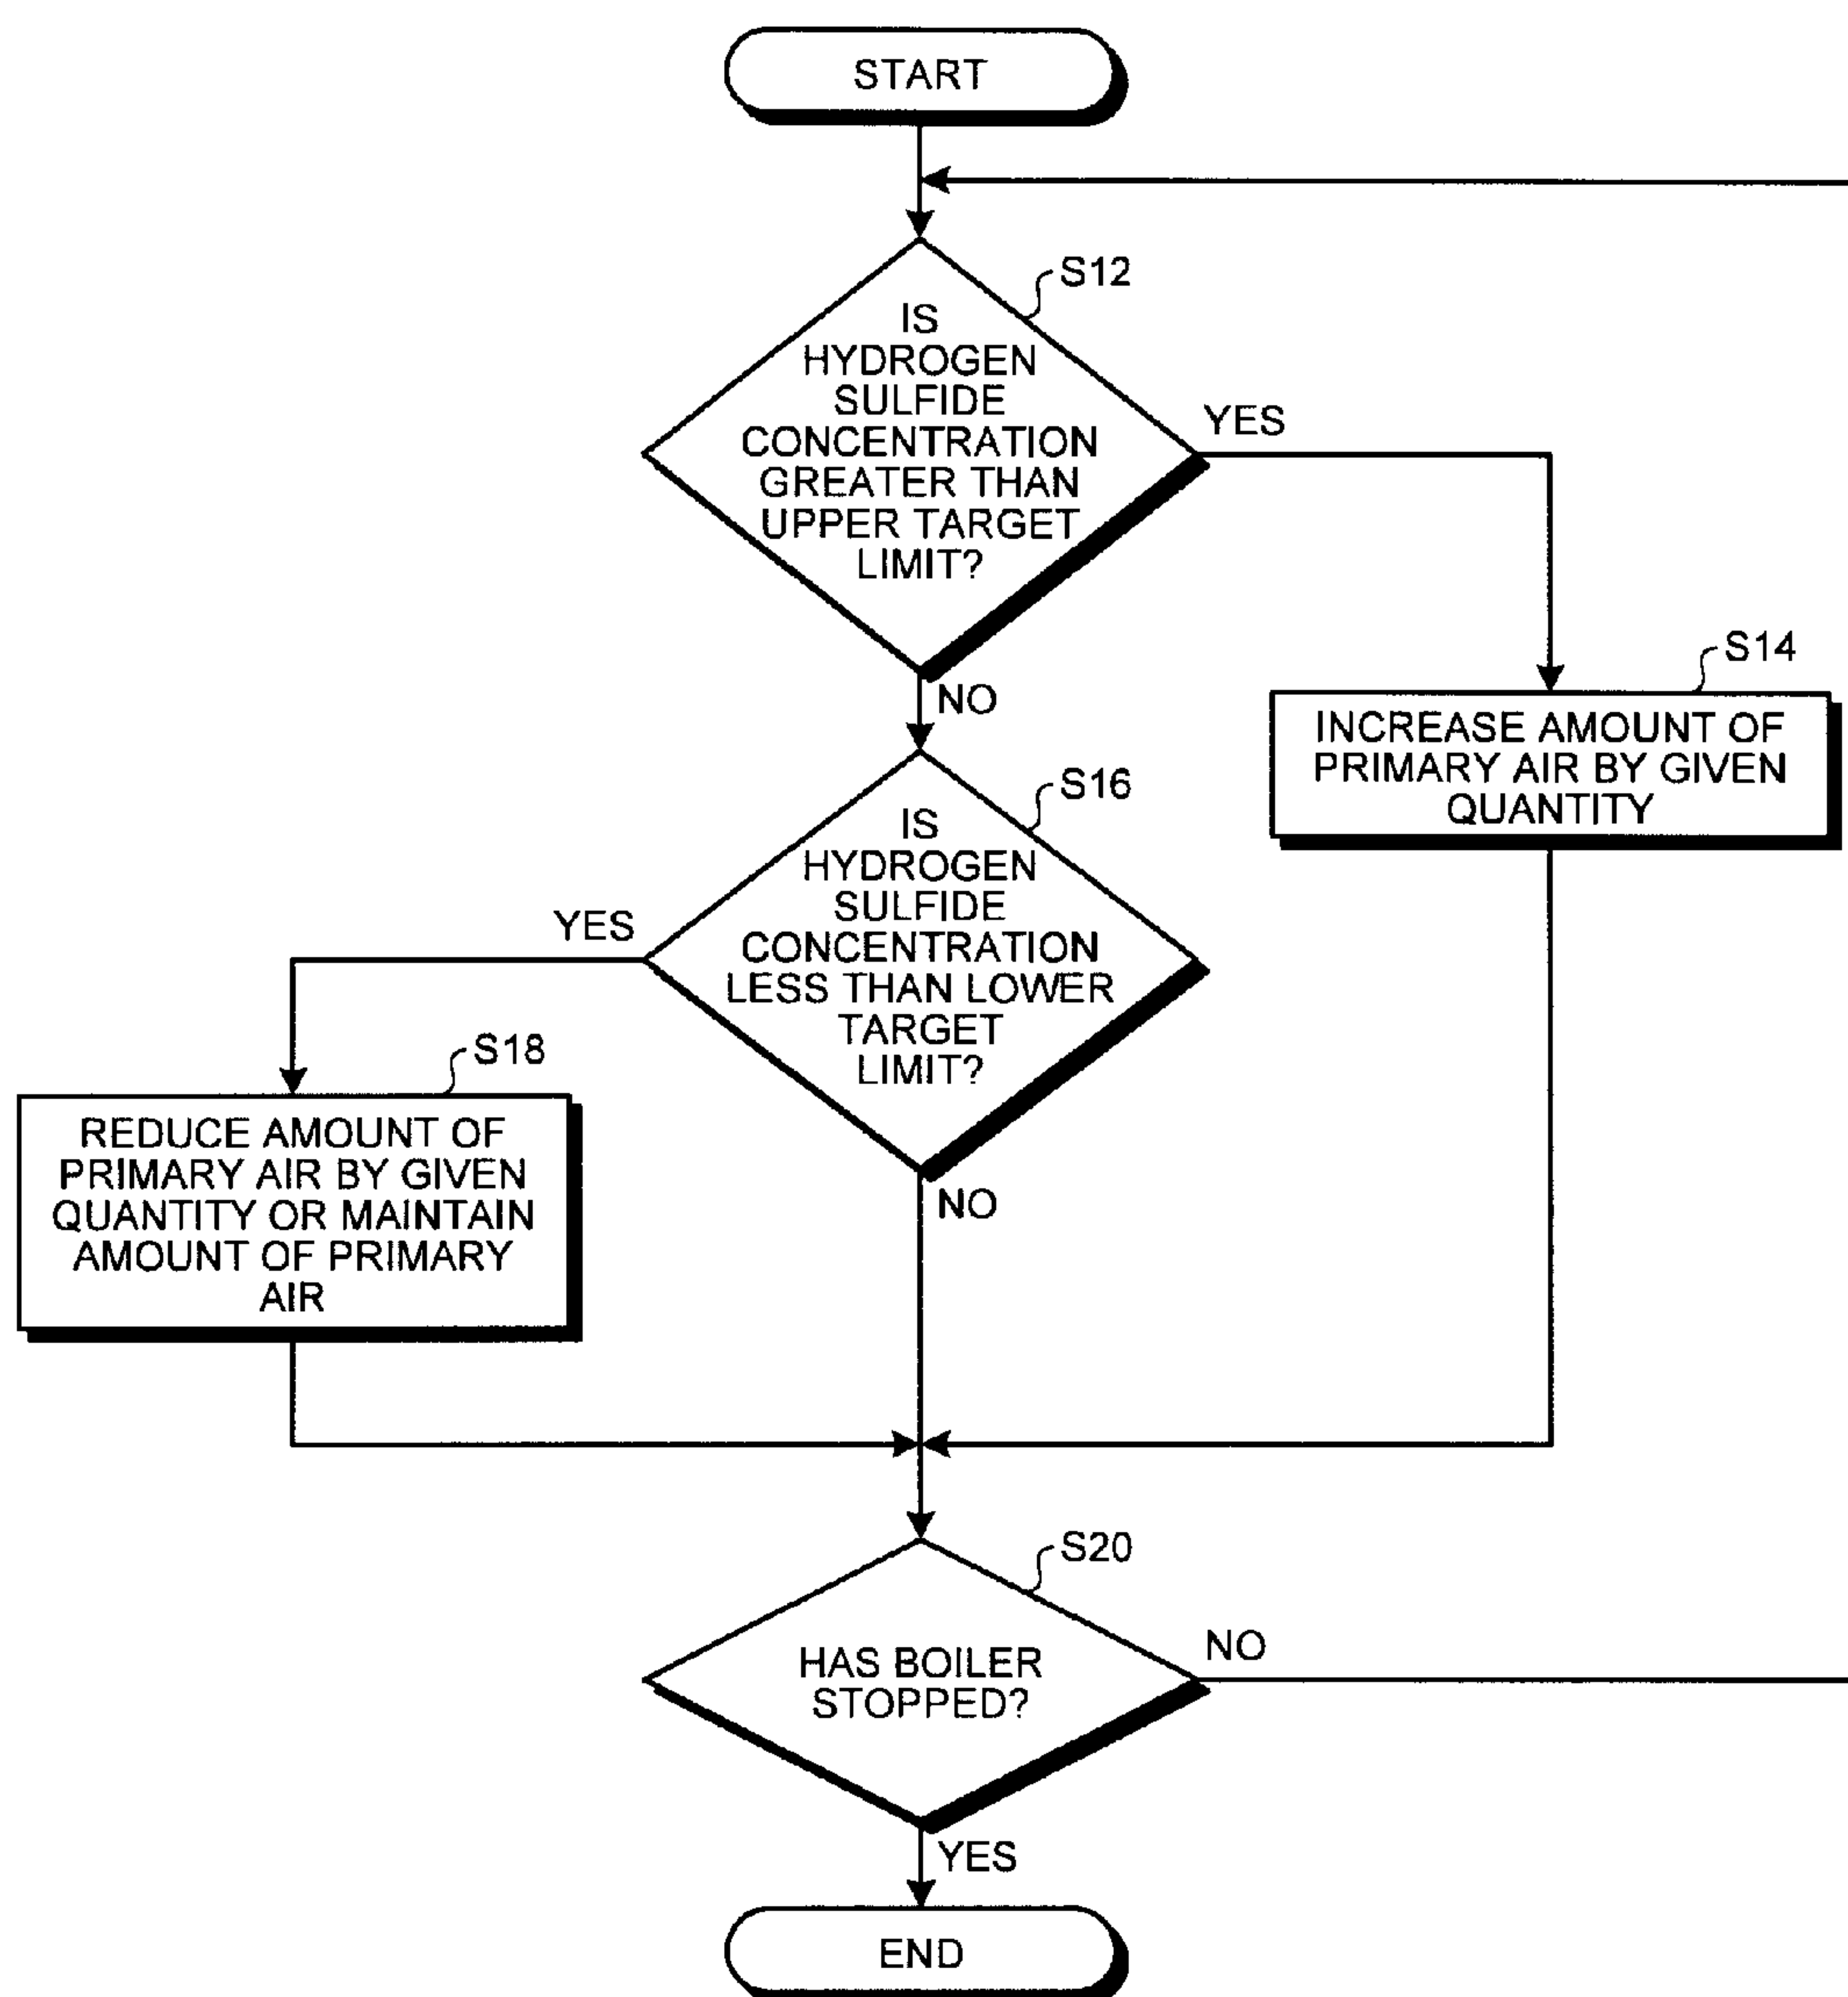 START
S12
IS
HYDROGEN
SULFIDE
CONCENTRATION
GREATER THAN
UPPER TARGET
LIMIT?
YES
NO
S14
INCREASE AMOUNT OF
PRIMARY AIR BY GIVEN
QUANTITY
S16
IS
HYDROGEN
SULFIDE
CONCENTRATION
LESS THAN LOWER
TARGET
LIMIT?
YES
NO
S18
REDUCE AMOUNT OF
PRIMARY AIR BY GIVEN
QUANTITY OR MAINTAIN
AMOUNT OF PRIMARY
AIR
S20
HAS BOILER
STOPPED?
NO
YES
END